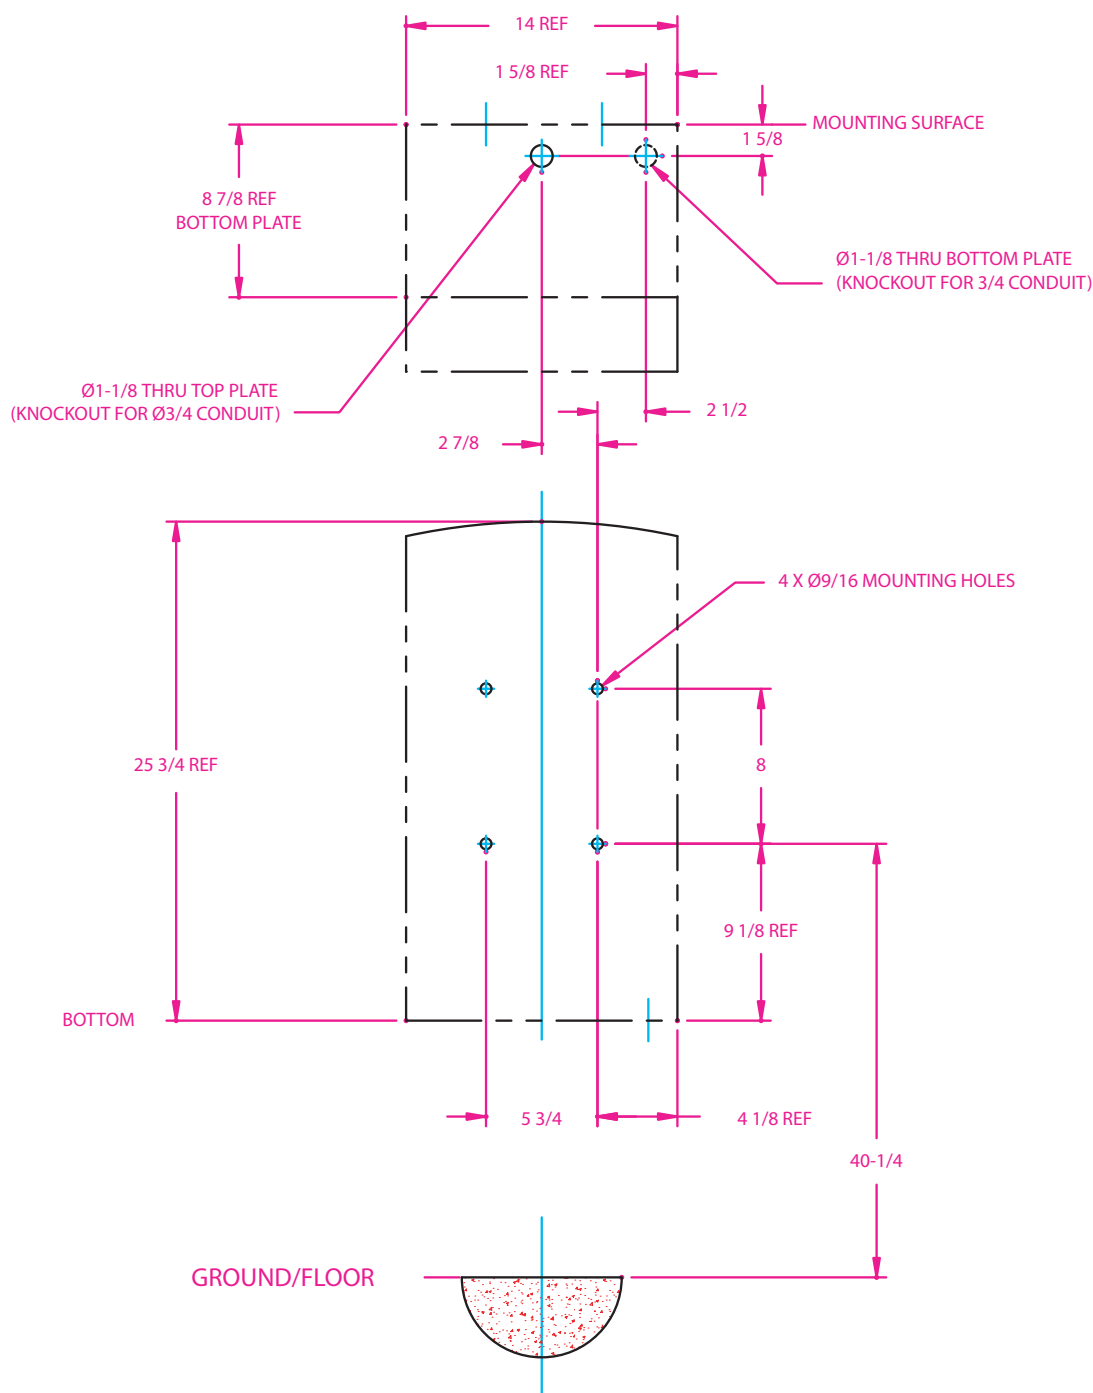 14 REF
1 5/8 REF
MOUNTING SURFACE
1 5/8
8 7/8 REF
BOTTOM PLATE
Ø1-1/8 THRU BOTTOM PLATE
(KNOCKOUT FOR 3/4 CONDUIT)
Ø1-1/8 THRU TOP PLATE
(KNOCKOUT FOR Ø3/4 CONDUIT)
2 1/2
2 7/8
4 X Ø9/16 MOUNTING HOLES
25 3/4 REF
8
9 1/8 REF
BOTTOM
5 3/4
4 1/8 REF
40-1/4
GROUND/FLOOR